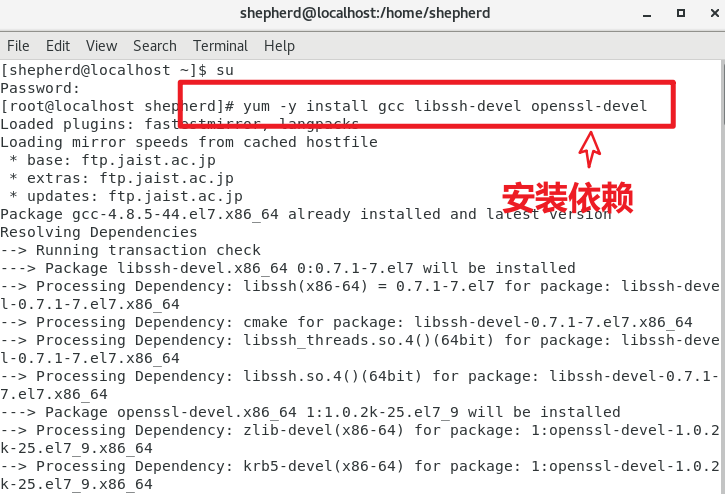 shepherd@localhost:/home/shepherd
File Edit View Search Terminal Help
[shepherd@localhost ~]$ su
Password:
[root@localhost shepherd]# yum -y install gcc libssh-devel openssl-devel
Loaded plugins: fastestmirror, langpacks
Loading mirror speeds from cached hostfile
 * base: ftp.jaist.ac.jp
 * extras: ftp.jaist.ac.jp
 * updates: ftp.jaist.ac.jp
安装依赖
Package gcc-4.8.5-44.el7.x86_64 already installed and latest version
Resolving Dependencies
--> Running transaction check
---> Package libssh-devel.x86_64 0:0.7.1-7.el7 will be installed
--> Processing Dependency: libssh(x86-64) = 0.7.1-7.el7 for package: libssh-deve
l-0.7.1-7.el7.x86_64
--> Processing Dependency: cmake for package: libssh-devel-0.7.1-7.el7.x86_64
--> Processing Dependency: libssh_threads.so.4()(64bit) for package: libssh-deve
l-0.7.1-7.el7.x86_64
--> Processing Dependency: libssh.so.4()(64bit) for package: libssh-devel-0.7.1-
7.el7.x86_64
---> Package openssl-devel.x86_64 1:1.0.2k-25.el7_9 will be installed
--> Processing Dependency: zlib-devel(x86-64) for package: 1:openssl-devel-1.0.2
k-25.el7_9.x86_64
--> Processing Dependency: krb5-devel(x86-64) for package: 1:openssl-devel-1.0.2
k-25.el7_9.x86_64